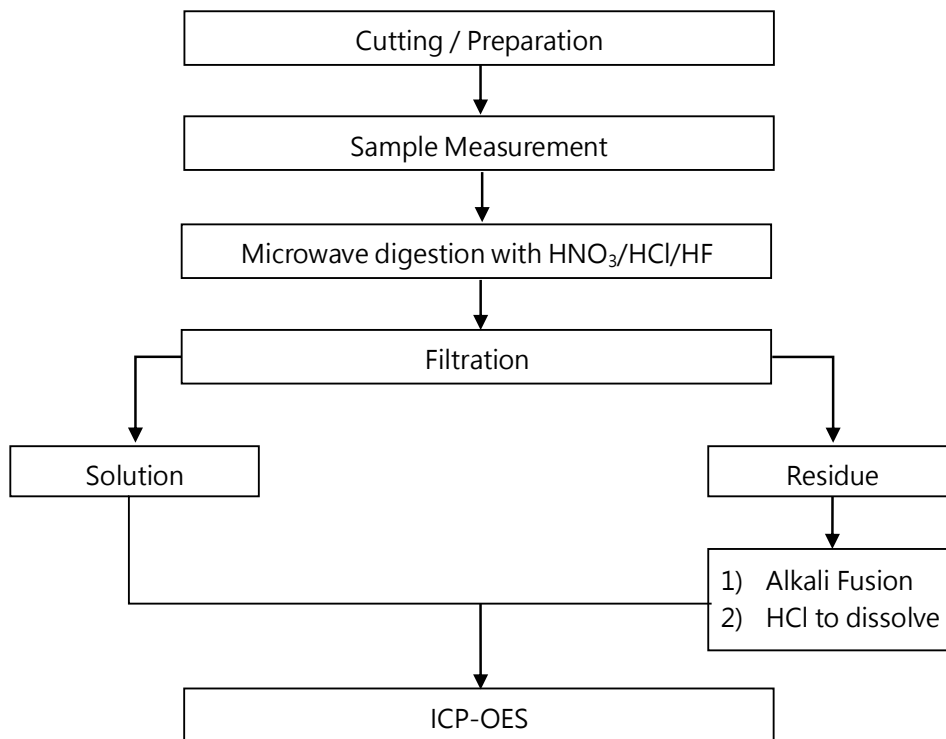 Cutting / Preparation
Sample Measurement
Microwave digestion with HNO₃/HCl/HF
Filtration
Solution
Residue
1) Alkali Fusion
2) HCl to dissolve
ICP-OES